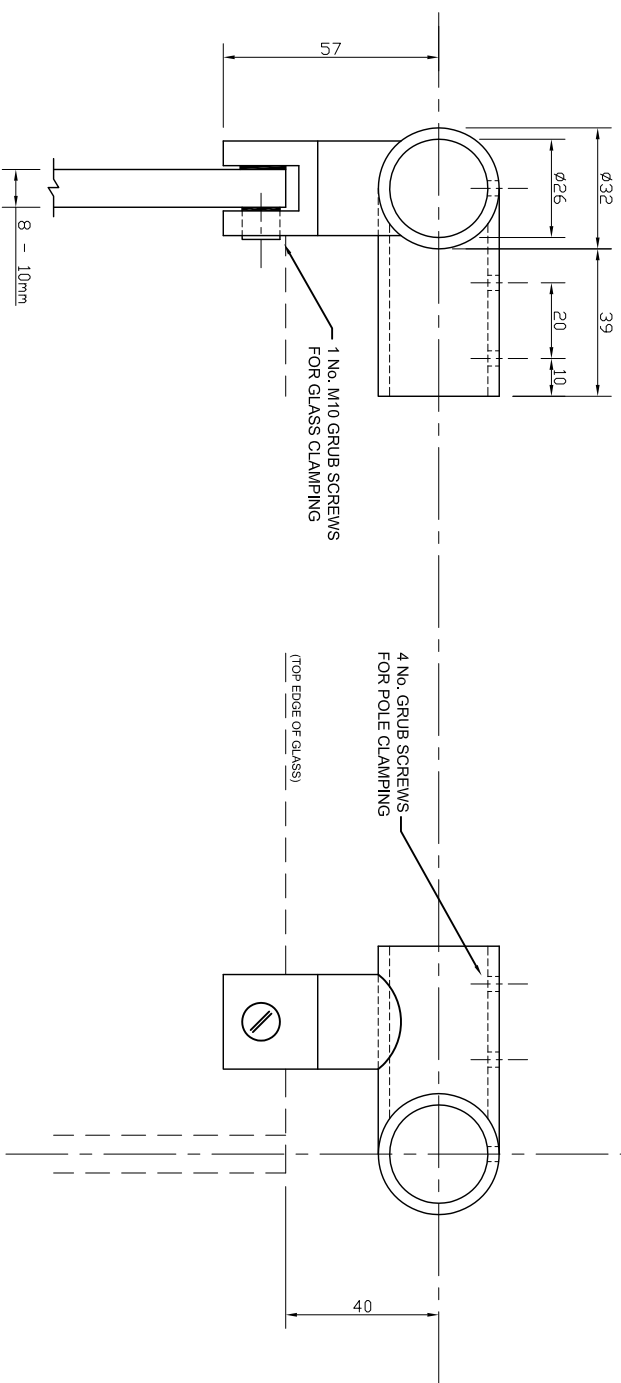 57
Ø32
Ø26
39
20
10
8 - 10mm
1 No. M10 GRUB SCREWS
FOR GLASS CLAMPING
4 No. GRUB SCREWS
FOR POLE CLAMPING
(TOP EDGE OF GLASS)
40